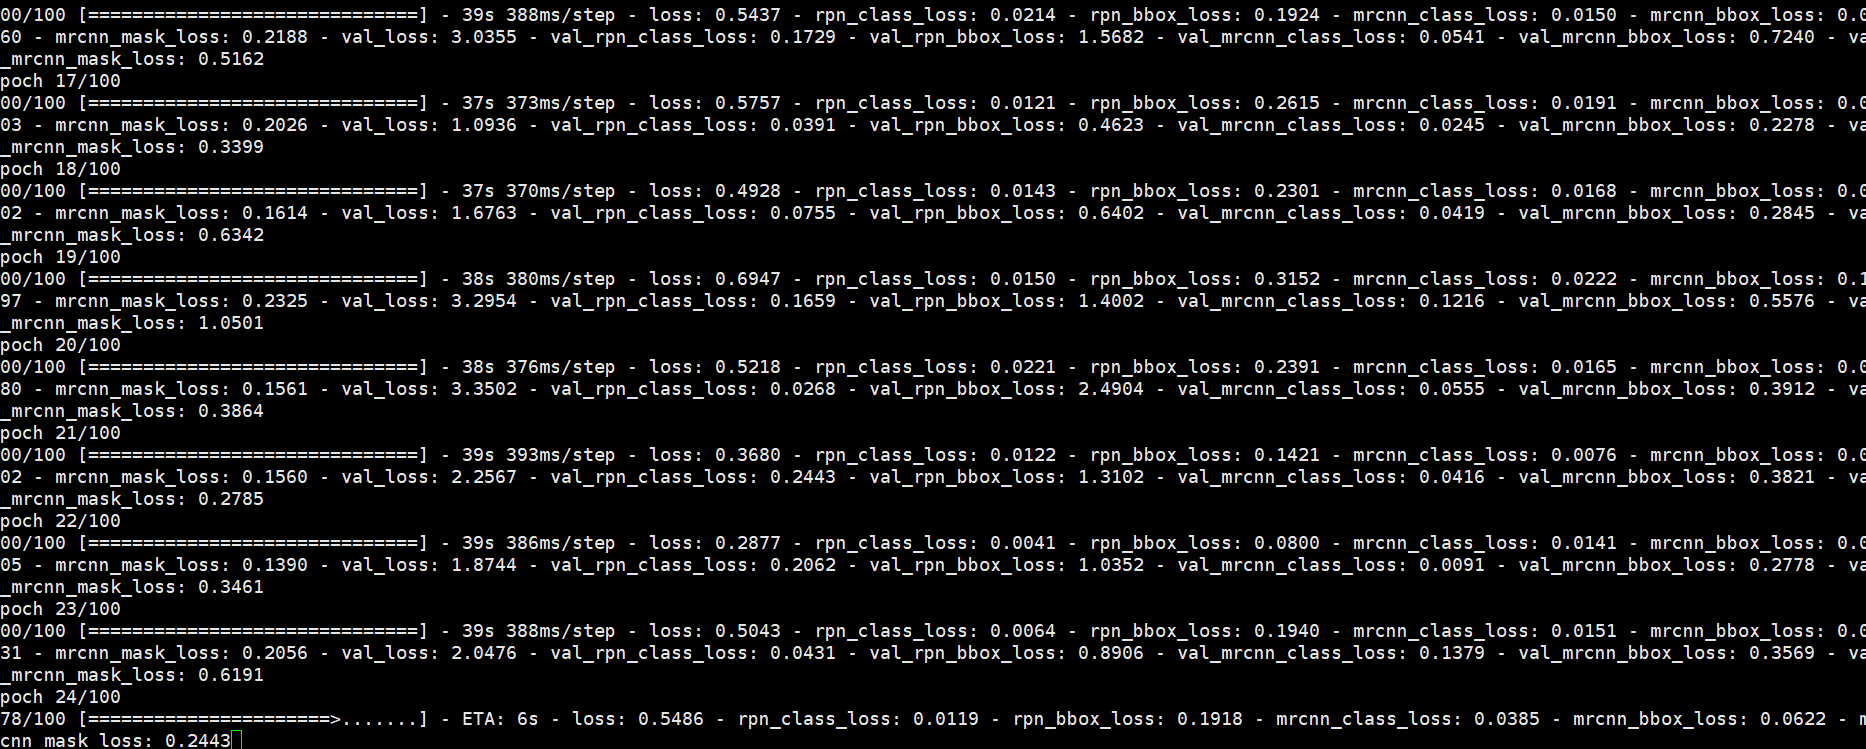 00/100 [==============================] - 39s 388ms/step - loss: 0.5437 - rpn_class_loss: 0.0214 - rpn_bbox_loss: 0.1924 - mrcnn_class_loss: 0.0150 - mrcnn_bbox_loss: 0.0
60 - mrcnn_mask_loss: 0.2188 - val_loss: 3.0355 - val_rpn_class_loss: 0.1729 - val_rpn_bbox_loss: 1.5682 - val_mrcnn_class_loss: 0.0541 - val_mrcnn_bbox_loss: 0.7240 - va
_mrcnn_mask_loss: 0.5162
poch 17/100
00/100 [==============================] - 37s 373ms/step - loss: 0.5757 - rpn_class_loss: 0.0121 - rpn_bbox_loss: 0.2615 - mrcnn_class_loss: 0.0191 - mrcnn_bbox_loss: 0.0
03 - mrcnn_mask_loss: 0.2026 - val_loss: 1.0936 - val_rpn_class_loss: 0.0391 - val_rpn_bbox_loss: 0.4623 - val_mrcnn_class_loss: 0.0245 - val_mrcnn_bbox_loss: 0.2278 - va
_mrcnn_mask_loss: 0.3399
poch 18/100
00/100 [==============================] - 37s 370ms/step - loss: 0.4928 - rpn_class_loss: 0.0143 - rpn_bbox_loss: 0.2301 - mrcnn_class_loss: 0.0168 - mrcnn_bbox_loss: 0.0
02 - mrcnn_mask_loss: 0.1614 - val_loss: 1.6763 - val_rpn_class_loss: 0.0755 - val_rpn_bbox_loss: 0.6402 - val_mrcnn_class_loss: 0.0419 - val_mrcnn_bbox_loss: 0.2845 - va
_mrcnn_mask_loss: 0.6342
poch 19/100
00/100 [==============================] - 38s 380ms/step - loss: 0.6947 - rpn_class_loss: 0.0150 - rpn_bbox_loss: 0.3152 - mrcnn_class_loss: 0.0222 - mrcnn_bbox_loss: 0.1
97 - mrcnn_mask_loss: 0.2325 - val_loss: 3.2954 - val_rpn_class_loss: 0.1659 - val_rpn_bbox_loss: 1.4002 - val_mrcnn_class_loss: 0.1216 - val_mrcnn_bbox_loss: 0.5576 - va
_mrcnn_mask_loss: 1.0501
poch 20/100
00/100 [==============================] - 38s 376ms/step - loss: 0.5218 - rpn_class_loss: 0.0221 - rpn_bbox_loss: 0.2391 - mrcnn_class_loss: 0.0165 - mrcnn_bbox_loss: 0.0
80 - mrcnn_mask_loss: 0.1561 - val_loss: 3.3502 - val_rpn_class_loss: 0.0268 - val_rpn_bbox_loss: 2.4904 - val_mrcnn_class_loss: 0.0555 - val_mrcnn_bbox_loss: 0.3912 - va
_mrcnn_mask_loss: 0.3864
poch 21/100
00/100 [==============================] - 39s 393ms/step - loss: 0.3680 - rpn_class_loss: 0.0122 - rpn_bbox_loss: 0.1421 - mrcnn_class_loss: 0.0076 - mrcnn_bbox_loss: 0.0
02 - mrcnn_mask_loss: 0.1560 - val_loss: 2.2567 - val_rpn_class_loss: 0.2443 - val_rpn_bbox_loss: 1.3102 - val_mrcnn_class_loss: 0.0416 - val_mrcnn_bbox_loss: 0.3821 - va
_mrcnn_mask_loss: 0.2785
poch 22/100
00/100 [==============================] - 39s 386ms/step - loss: 0.2877 - rpn_class_loss: 0.0041 - rpn_bbox_loss: 0.0800 - mrcnn_class_loss: 0.0141 - mrcnn_bbox_loss: 0.0
05 - mrcnn_mask_loss: 0.1390 - val_loss: 1.8744 - val_rpn_class_loss: 0.2062 - val_rpn_bbox_loss: 1.0352 - val_mrcnn_class_loss: 0.0091 - val_mrcnn_bbox_loss: 0.2778 - va
_mrcnn_mask_loss: 0.3461
poch 23/100
00/100 [==============================] - 39s 388ms/step - loss: 0.5043 - rpn_class_loss: 0.0064 - rpn_bbox_loss: 0.1940 - mrcnn_class_loss: 0.0151 - mrcnn_bbox_loss: 0.0
31 - mrcnn_mask_loss: 0.2056 - val_loss: 2.0476 - val_rpn_class_loss: 0.0431 - val_rpn_bbox_loss: 0.8906 - val_mrcnn_class_loss: 0.1379 - val_mrcnn_bbox_loss: 0.3569 - va
_mrcnn_mask_loss: 0.6191
poch 24/100
78/100 [======================>.......] - ETA: 6s - loss: 0.5486 - rpn_class_loss: 0.0119 - rpn_bbox_loss: 0.1918 - mrcnn_class_loss: 0.0385 - mrcnn_bbox_loss: 0.0622 - m
cnn_mask_loss: 0.2443